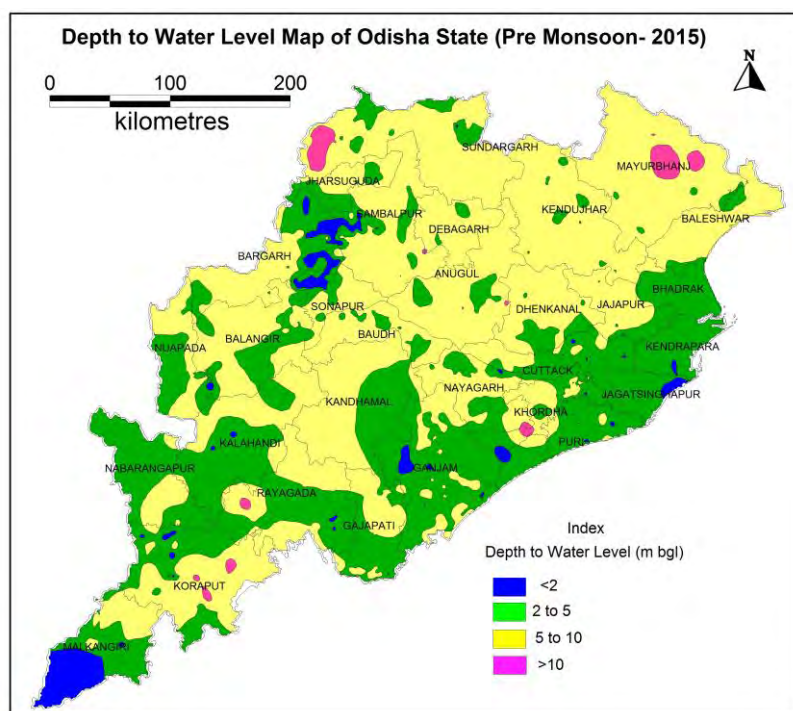 Depth to Water Level Map of Odisha State (Pre Monsoon- 2015)
N
0 100 200
kilometres
SUNDARGARH
MAYURBHANJ
JHARSUGUDA
SAMBALPUR
KENDUJHAR
BALESHWAR
DEBAGARH
BARGARH
ANUGUL
BHADRAK
SONAPUR
DHENKANAL
JAJAPUR
NUAPADA
BALANGIR
BAUDH
KENDRAPARA
CUTTACK
NAYAGARH
JAGATSINGHAPUR
KANDHAMAL
KHORDHA
KALAHANDI
PURI
NABARANGAPUR
GANJAM
RAYAGADA
GAJAPATI
KORAPUT
MALKANGIRI
Index
Depth to Water Level (m bgl)
<2
2 to 5
5 to 10
>10